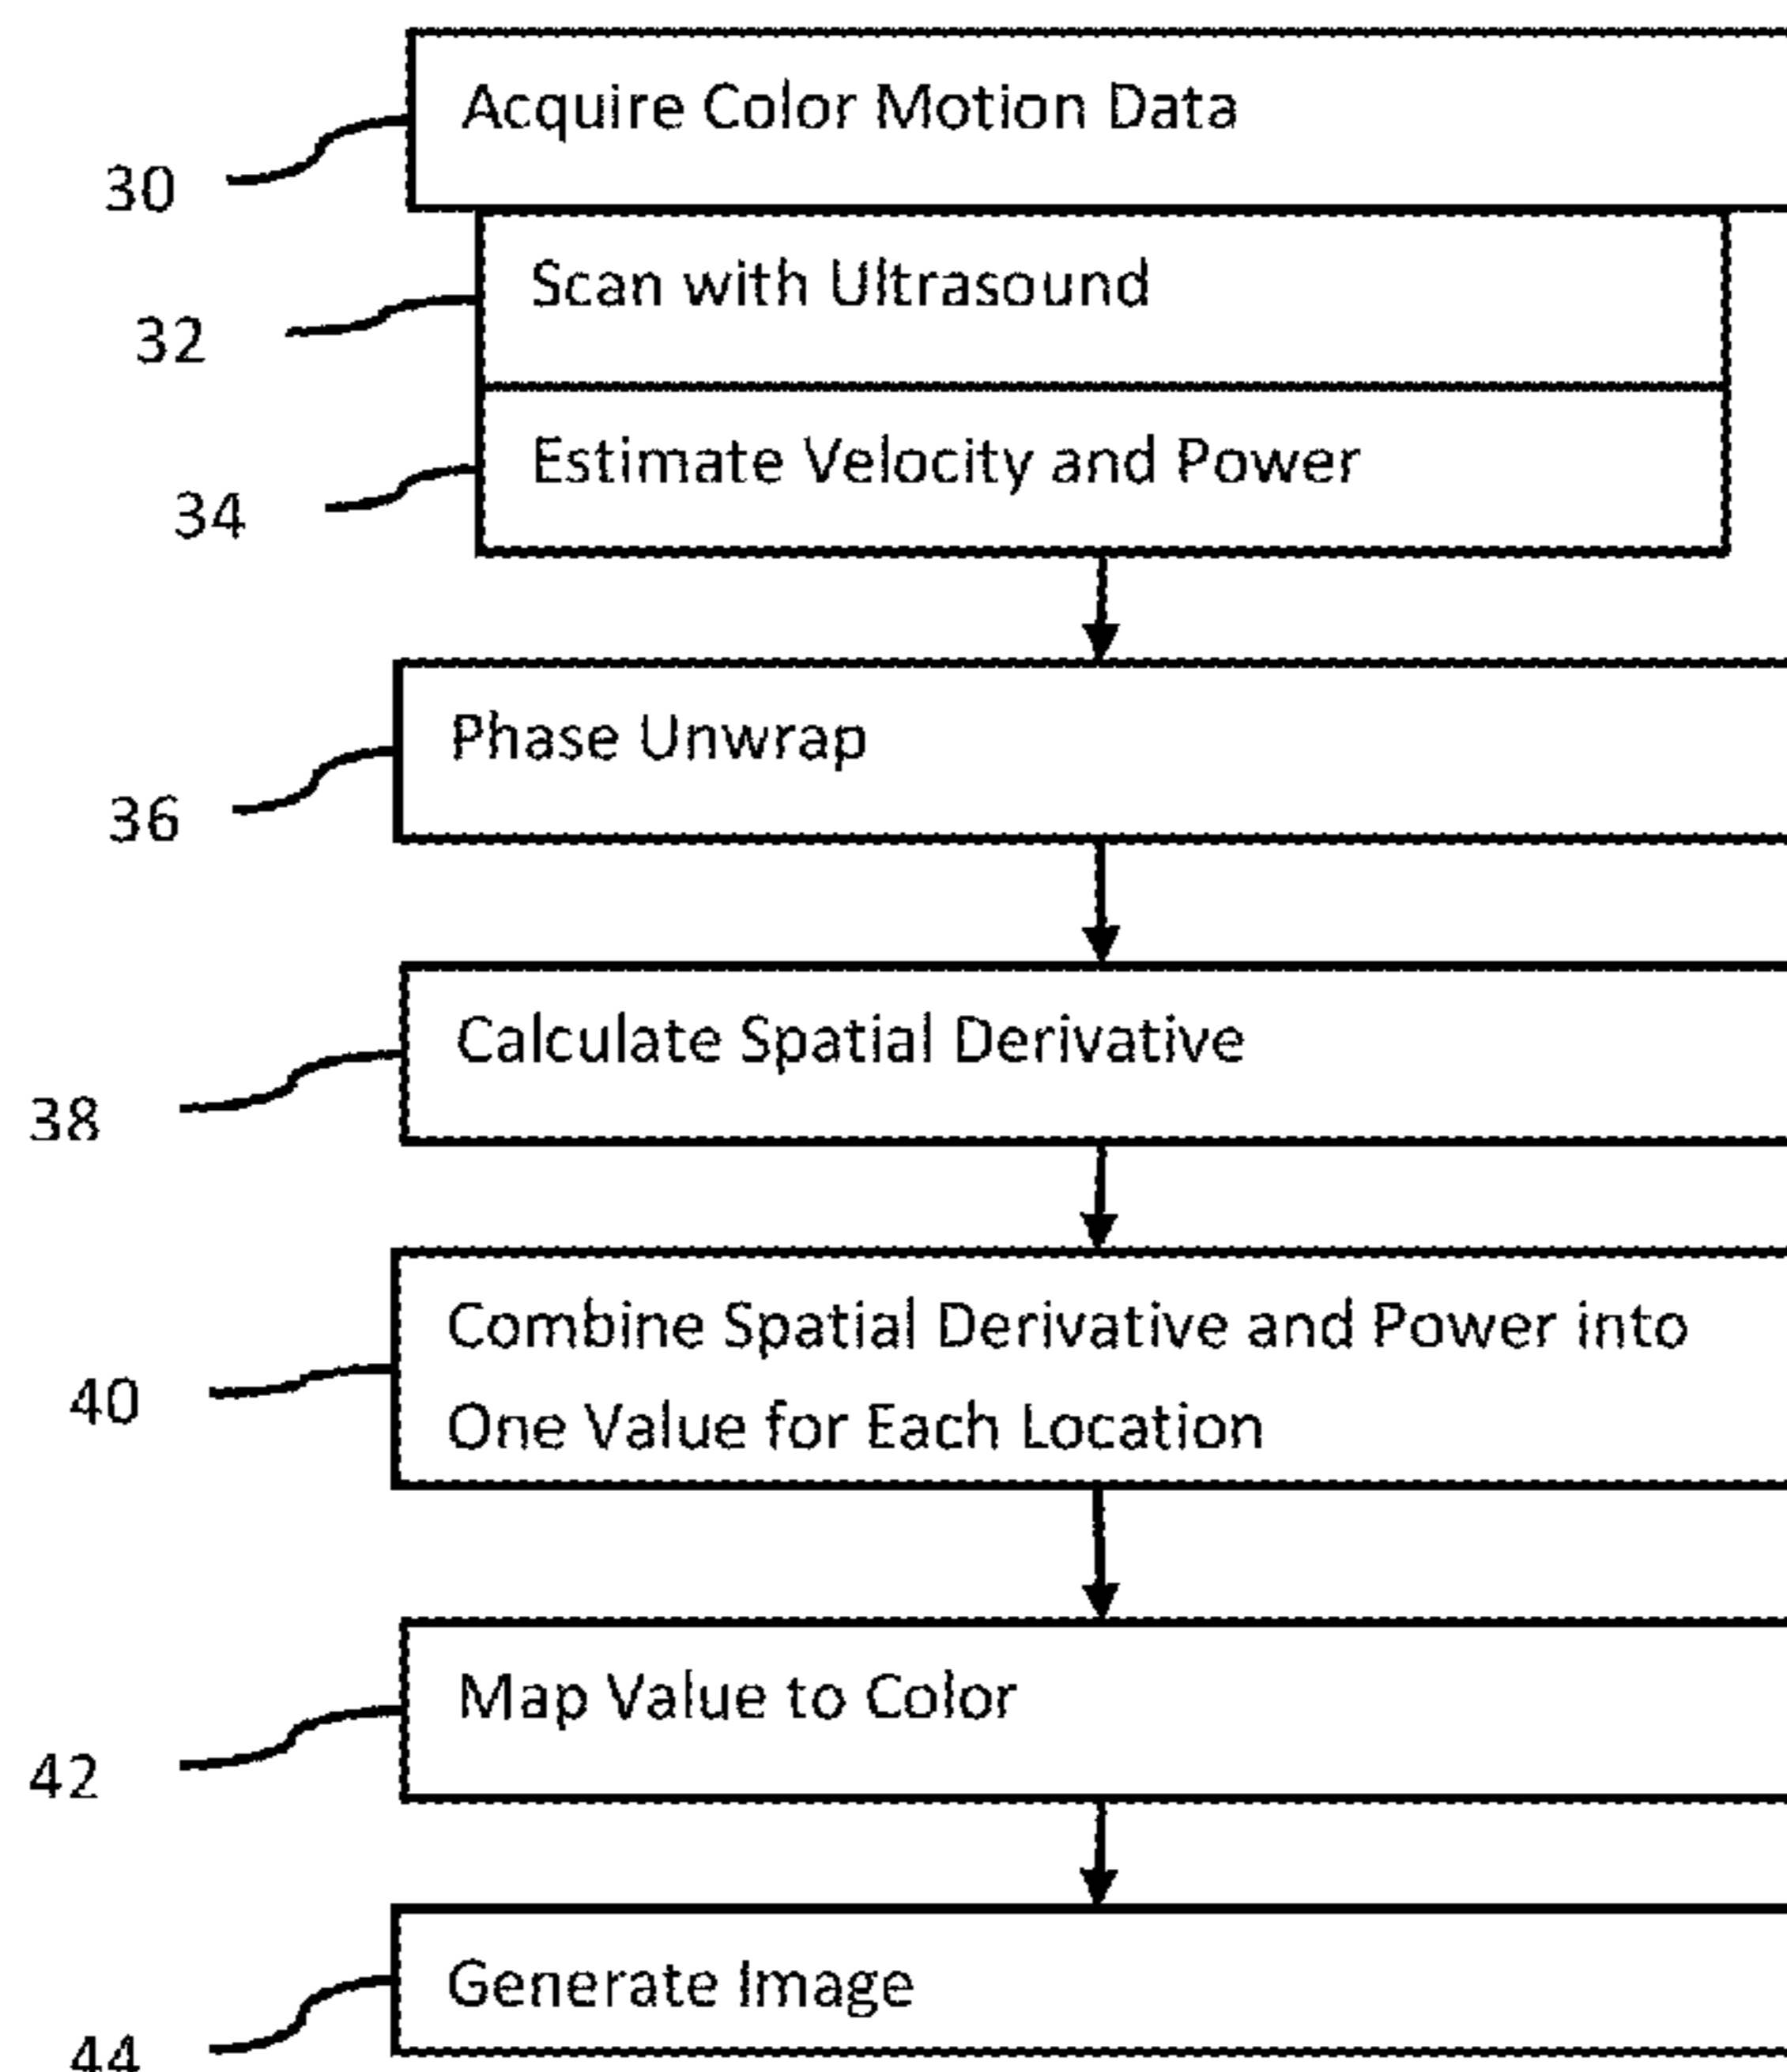 Acquire Color Motion Data
30
Scan with Ultrasound
32
Estimate Velocity and Power
34
Phase Unwrap
36
Calculate Spatial Derivative
38
Combine Spatial Derivative and Power into
One Value for Each Location
40
Map Value to Color
42
Generate Image
44